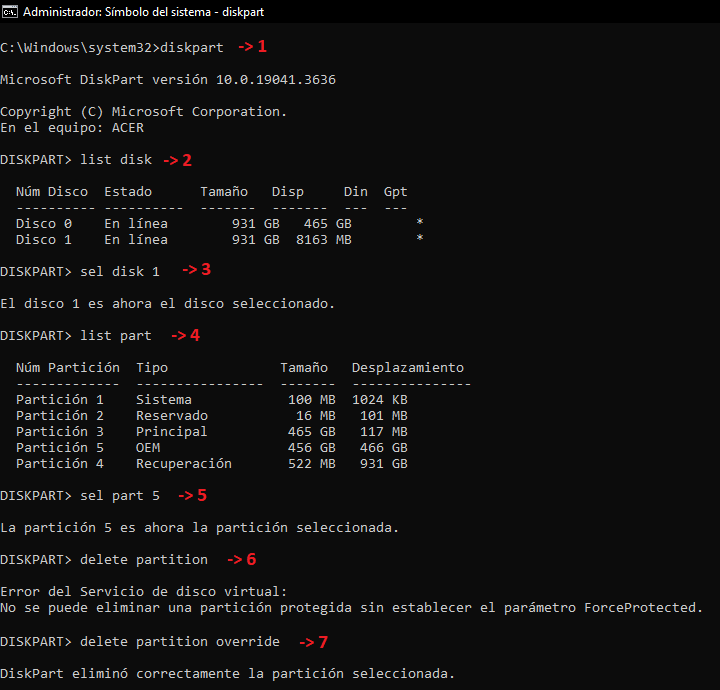 Administrador: Símbolo del sistema - diskpart
C:\Windows\system32>diskpart -> 1
Microsoft DiskPart versión 10.0.19041.3636
Copyright (C) Microsoft Corporation.
En el equipo: ACER
DISKPART> list disk -> 2
Núm Disco  Estado      Tamaño   Disp     Din  Gpt
---------- ----------  -------  -------  ---  ---
Disco 0    En línea        931 GB   465 GB        *
Disco 1    En línea        931 GB  8163 MB        *
DISKPART> sel disk 1 -> 3
El disco 1 es ahora el disco seleccionado.
DISKPART> list part -> 4
Núm Partición  Tipo              Tamaño   Desplazamiento
-------------  ----------------  -------  ---------------
Partición 1    Sistema            100 MB  1024 KB
Partición 2    Reservado           16 MB   101 MB
Partición 3    Principal          465 GB   117 MB
Partición 5    OEM                456 GB   466 GB
Partición 4    Recuperación       522 MB   931 GB
DISKPART> sel part 5 -> 5
La partición 5 es ahora la partición seleccionada.
DISKPART> delete partition -> 6
Error del Servicio de disco virtual:
No se puede eliminar una partición protegida sin establecer el parámetro ForceProtected.
DISKPART> delete partition override -> 7
DiskPart eliminó correctamente la partición seleccionada.